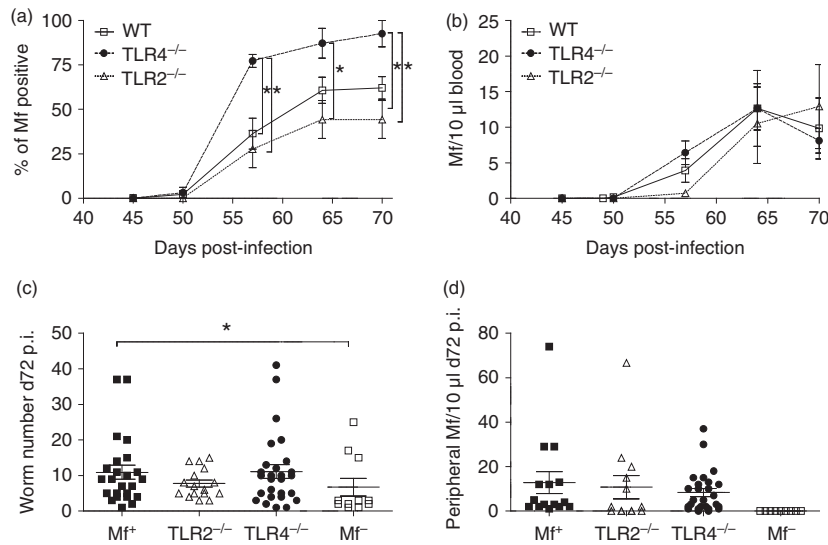 (a)
100
75
50
25
0
% of Mf positive
WT
TLR4−/−
TLR2−/−
** * **
40 45 50 55 60 65 70
Days post-infection
(b)
25
20
15
10
5
0
Mf/10 µl blood
WT
TLR4−/−
TLR2−/−
40 45 50 55 60 65 70
Days post-infection
(c)
50
40
30
20
10
0
Worm number d72 p.i.
*
Mf+ TLR2−/− TLR4−/− Mf−
(d)
80
60
40
20
0
Peripheral Mf/10 µl d72 p.i.
Mf+ TLR2−/− TLR4−/− Mf−